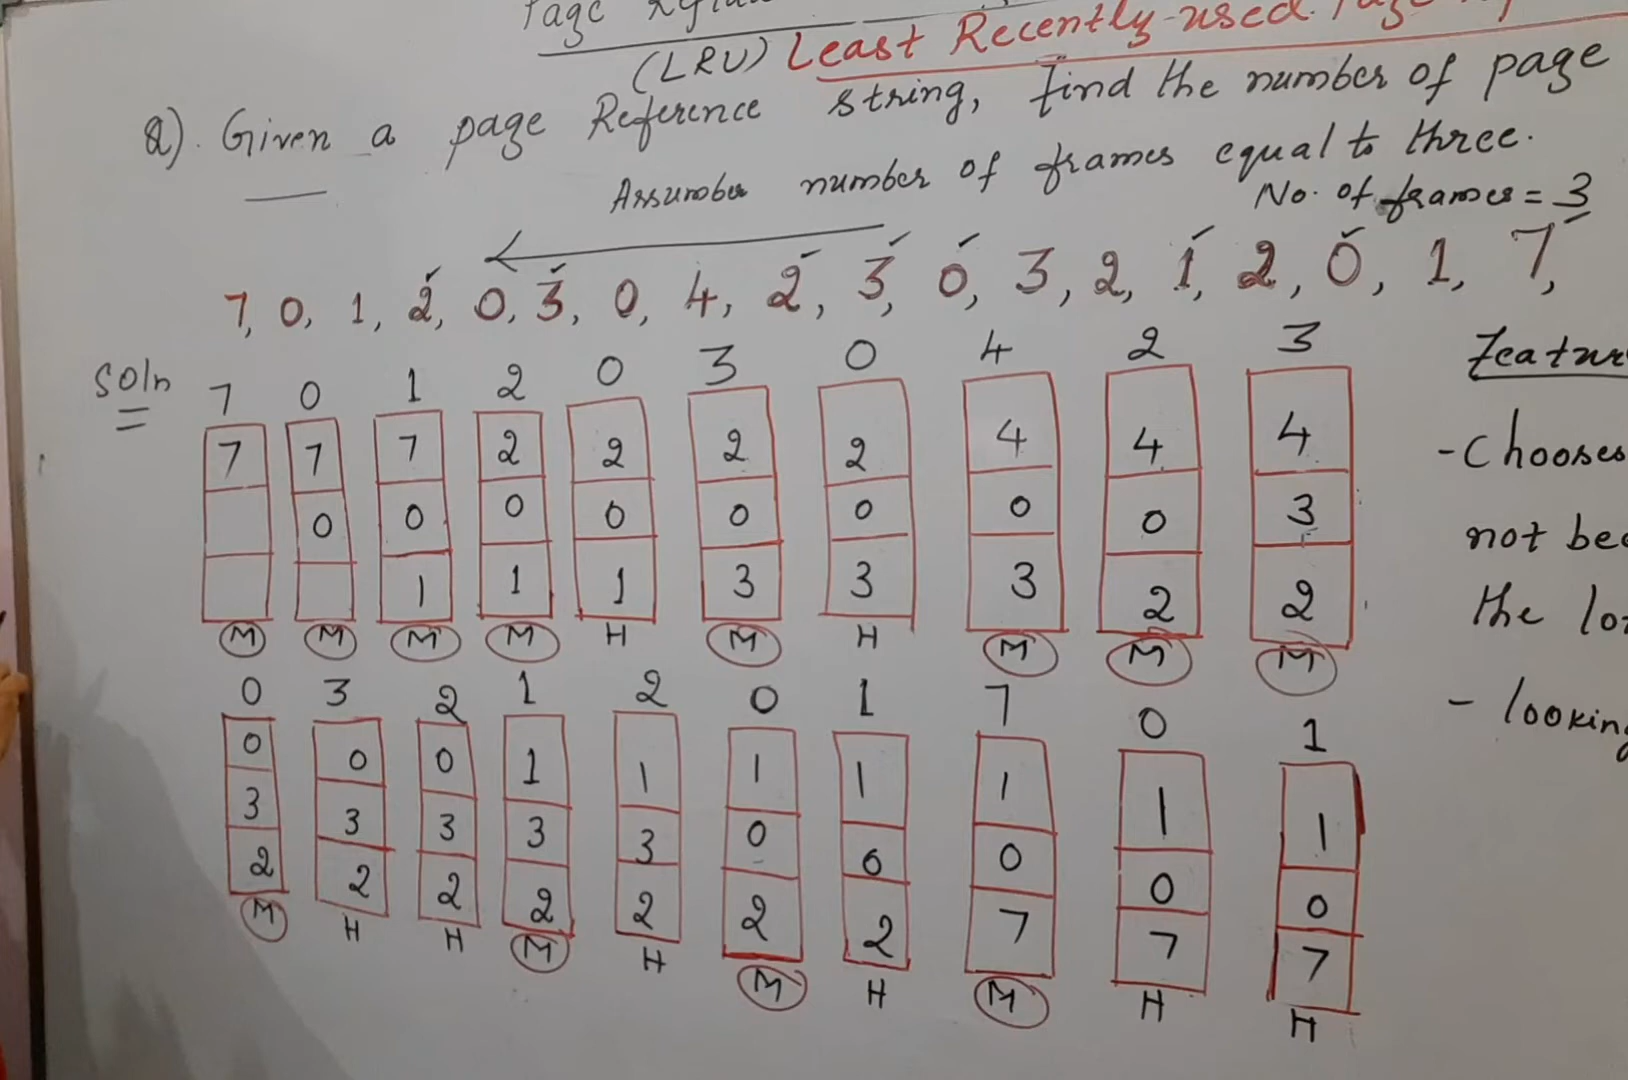 Page
(LRU) Least Recently-used Page
Q). Given a page Reference string, find the number of page
Assumber number of frames equal to three.
No. of frames = 3
7, 0, 1, 2, 0, 3, 0, 4, 2, 3, 0, 3, 2, 1, 2, 0, 1, 7,
Soln
7 0 1 2 0 3 0 4 2 3
7 7 7 2 2 2 2 4 4 4
0 0 0 0 0 0 0 0 3
1 1 1 3 3 3 2 2
M M M M H M H M M M
0 3 2 1 2 0 1 7 0 1
0 0 0 1 1 1 1 1 1 1
3 3 3 3 3 0 0 0 0 0
2 2 2 2 2 2 2 7 7 7
M H H M H M H M H H
Featur
- Chooses
not bee
the lo
- looking